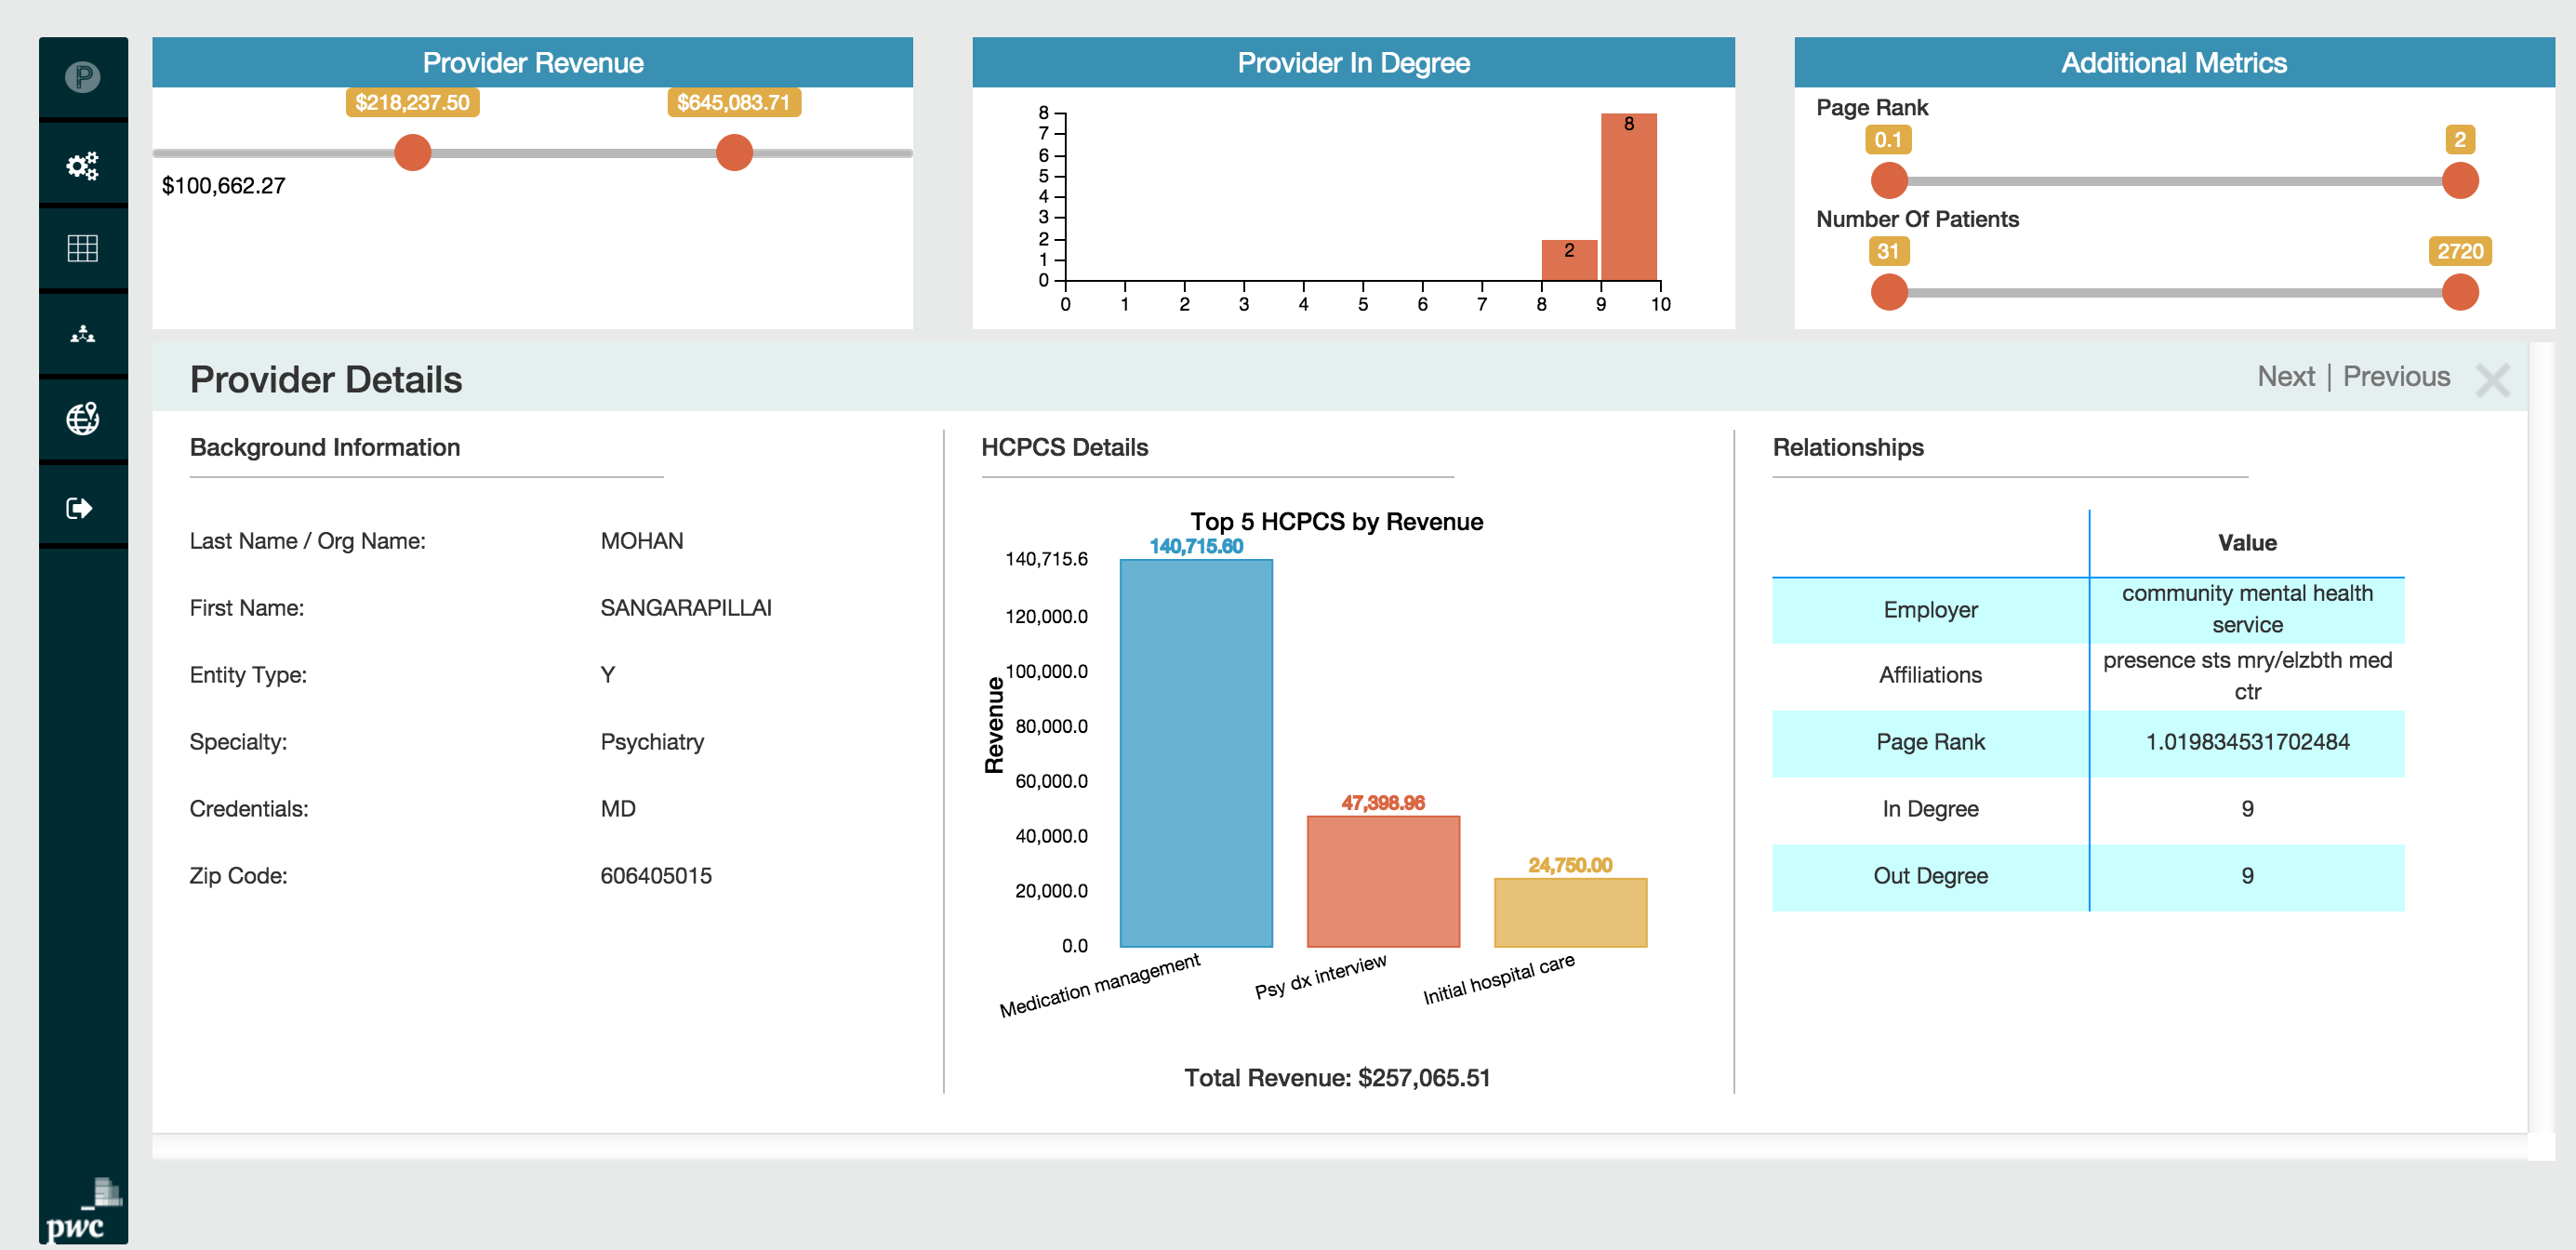 P
Provider Revenue
$218,237.50 $645,083.71
$100,662.27
Provider In Degree
8
7
6
5
4
3
2
1
0
2
8
0 1 2 3 4 5 6 7 8 9 10
Additional Metrics
Page Rank
0.1 2
Number Of Patients
31 2720
Provider Details
Next | Previous
Background Information
Last Name / Org Name: MOHAN
First Name: SANGARAPILLAI
Entity Type: Y
Specialty: Psychiatry
Credentials: MD
Zip Code: 606405015
HCPCS Details
Top 5 HCPCS by Revenue
Revenue
140,715.6
120,000.0
100,000.0
80,000.0
60,000.0
40,000.0
20,000.0
0.0
140,715.60
47,398.96
24,750.00
Medication management
Psy dx interview
Initial hospital care
Total Revenue: $257,065.51
Relationships
Value
Employer community mental health
service
Affiliations presence sts mry/elzbth med
ctr
Page Rank 1.019834531702484
In Degree 9
Out Degree 9
pwc